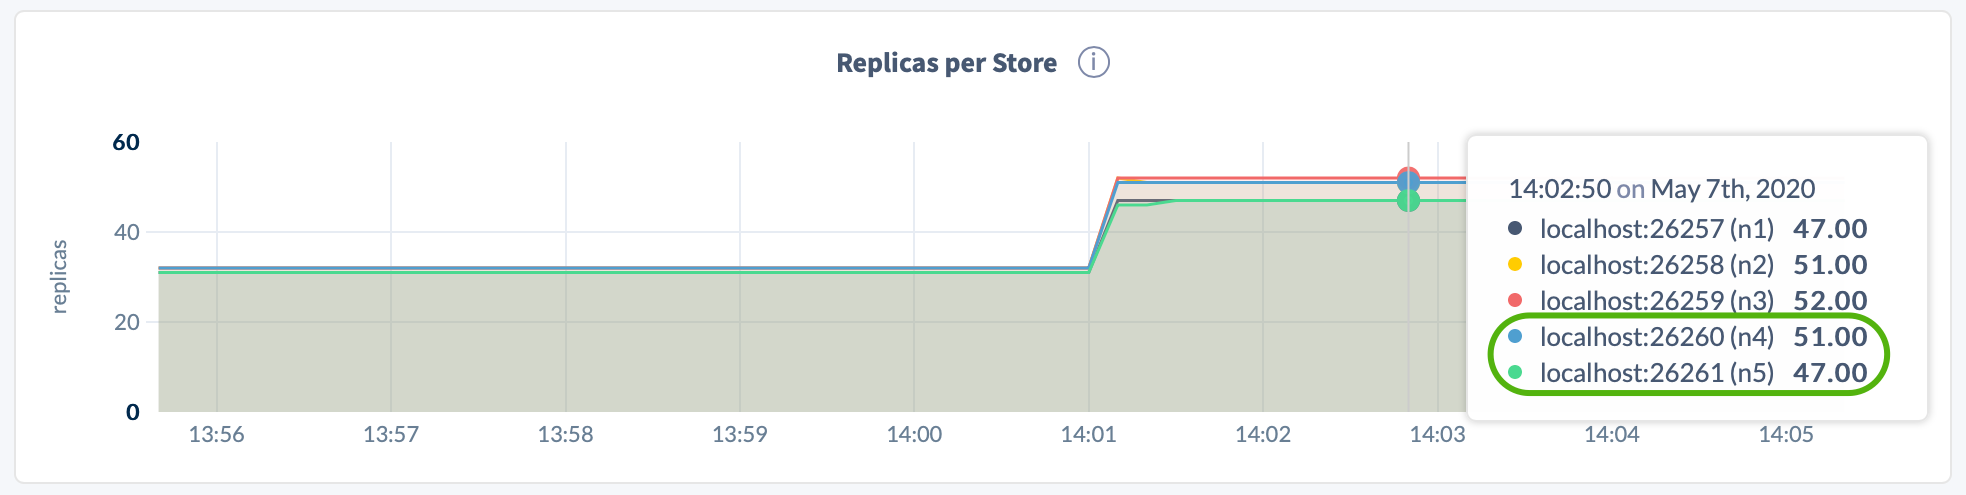 Replicas per Store i
60
40
20
0
replicas
13:56 13:57 13:58 13:59 14:00 14:01 14:02 14:03 14:04 14:05
14:02:50 on May 7th, 2020
localhost:26257 (n1) 47.00
localhost:26258 (n2) 51.00
localhost:26259 (n3) 52.00
localhost:26260 (n4) 51.00
localhost:26261 (n5) 47.00